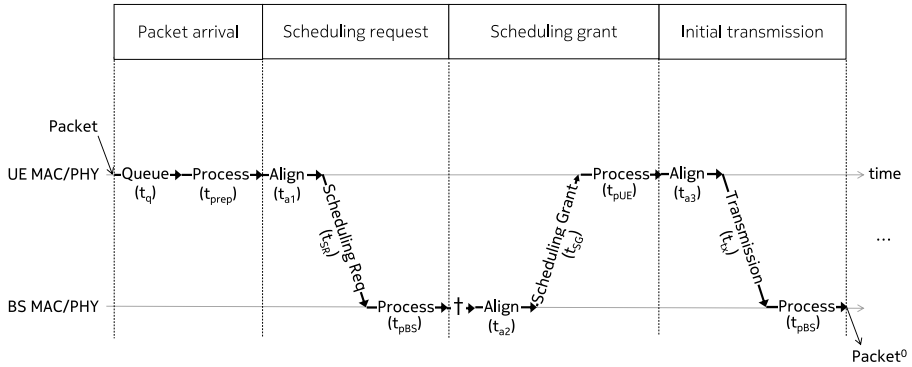 Packet arrival
Scheduling request
Scheduling grant
Initial transmission
Packet
UE MAC/PHY
Queue
(t_q)
Process
(t_prep)
Align
(t_a1)
Scheduling Req
(t_SR)
Process
(t_pBS)
†
Align
(t_a2)
Scheduling Grant
(t_SG)
Process
(t_pUE)
Align
(t_a3)
Transmission
(t_tx)
Process
(t_pBS)
time
...
BS MAC/PHY
Packet⁰